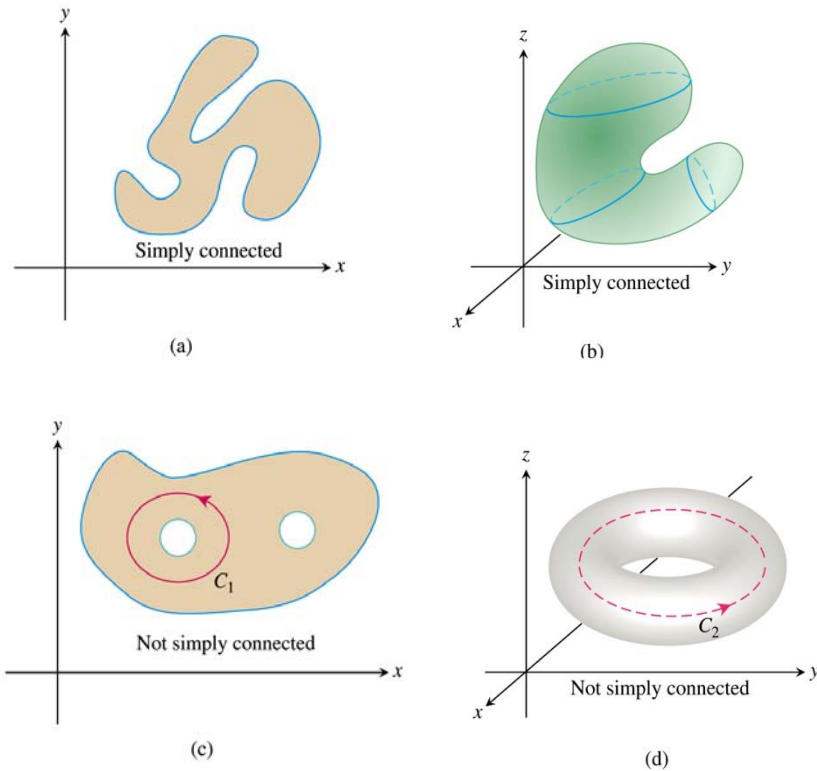 y
Simply connected
x
(a)
z
y
Simply connected
x
(b)
y
C1
Not simply connected
x
(c)
z
C2
y
Not simply connected
x
(d)